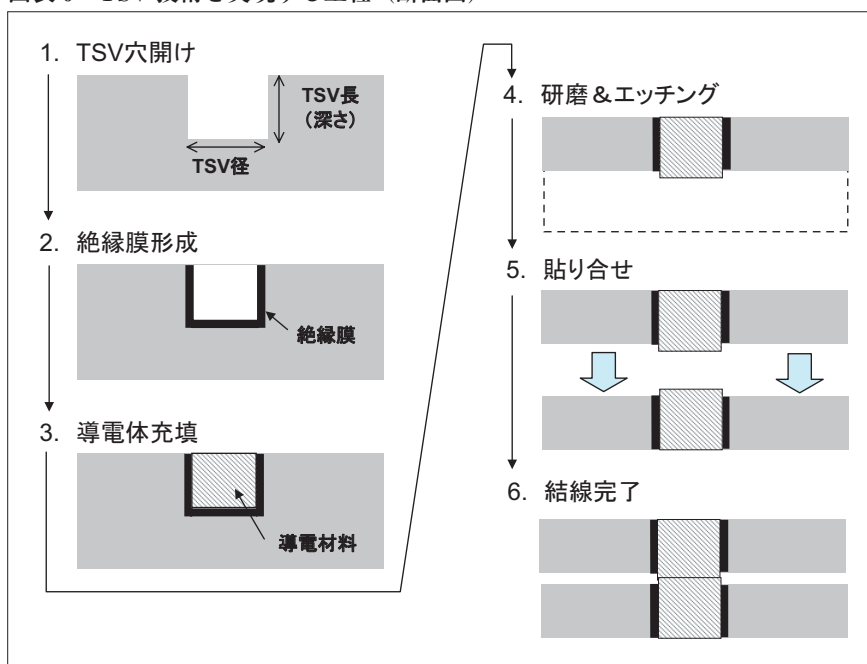 1. TSV穴開け
TSV長
（深さ）
TSV径
2. 絶縁膜形成
絶縁膜
3. 導電体充填
導電材料
4. 研磨＆エッチング
5. 貼り合せ
6. 結線完了